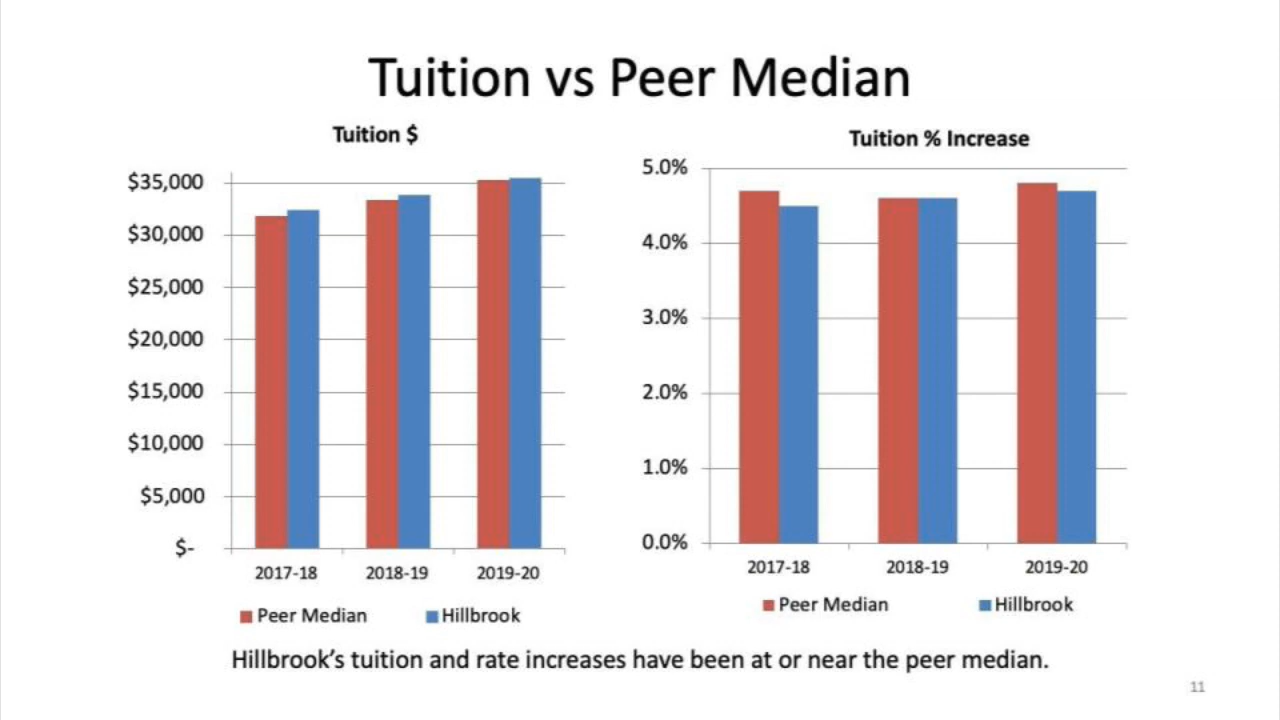 Tuition vs Peer Median
Tuition $
$35,000
$30,000
$25,000
$20,000
$15,000
$10,000
$5,000
$-
2017-18 2018-19 2019-20
Peer Median Hillbrook
Tuition % Increase
5.0%
4.0%
3.0%
2.0%
1.0%
0.0%
2017-18 2018-19 2019-20
Peer Median Hillbrook
Hillbrook’s tuition and rate increases have been at or near the peer median.
11